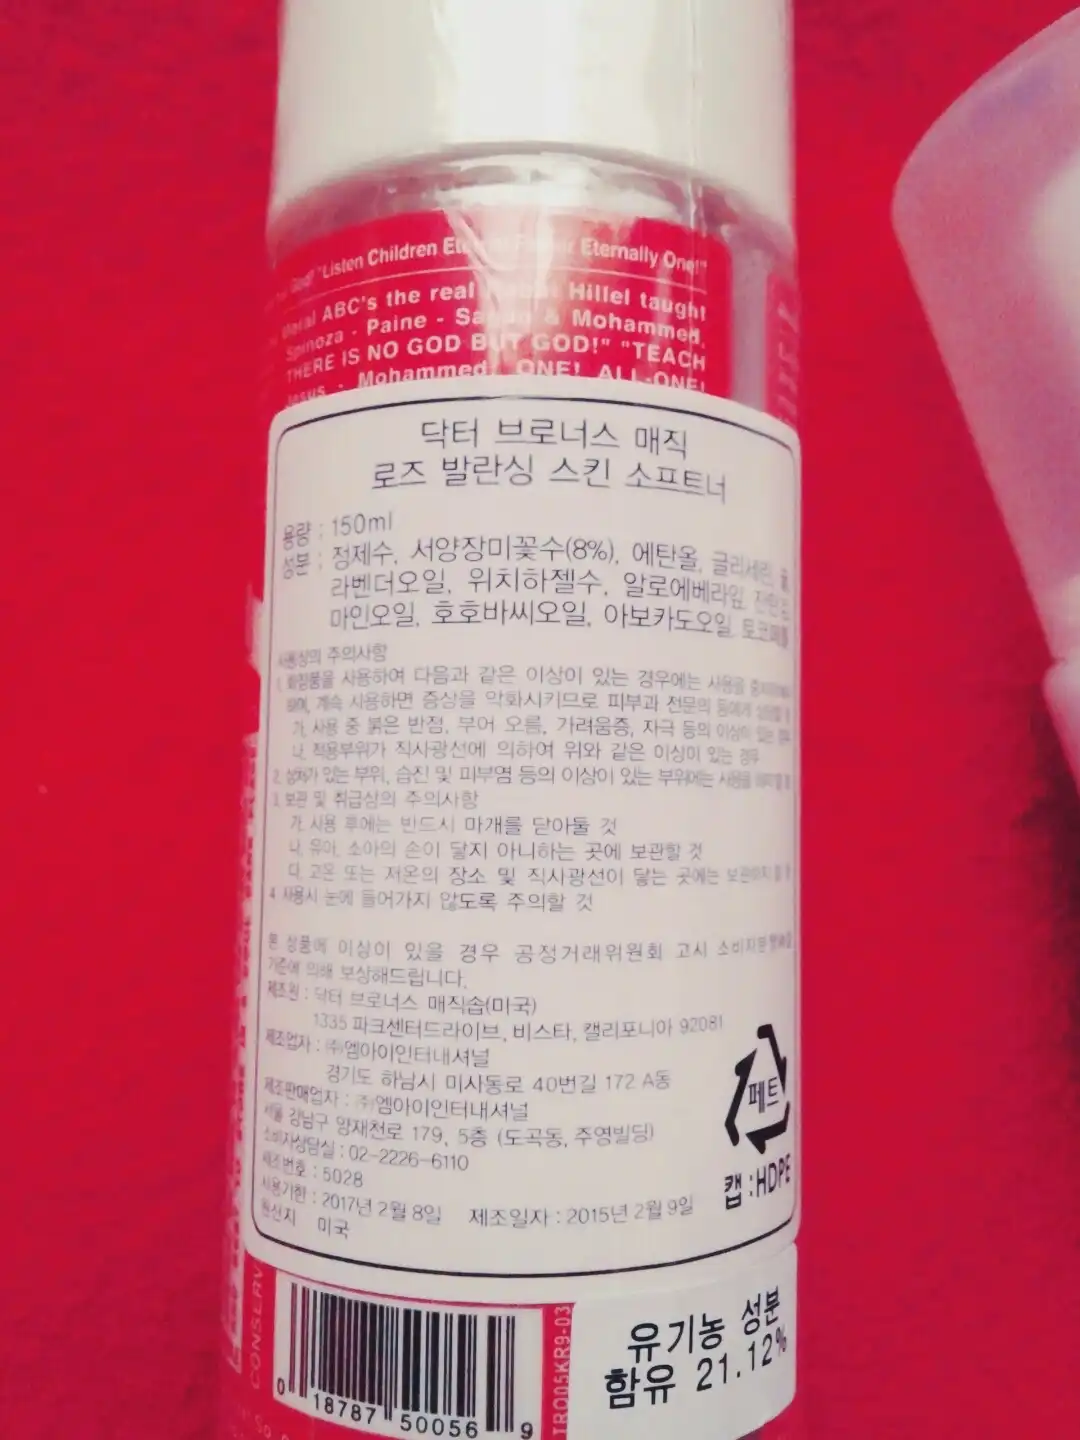 "Listen Children Eternally One!"
ABC's the real Hillel taught
Spinoza - Paine - & Mohammed,
THERE IS NO GOD BUT GOD!" "TEACH
Mohammed, ONE! ALL-ONE!
닥터 브로너스 매직
로즈 발란싱 스킨 소프트너
용량 : 150ml
성분 : 정제수, 서양장미꽃수(8%), 에탄올, 글리세린,
라벤더오일, 위치하젤수, 알로에베라잎,
마인오일, 호호바씨오일, 아보카도오일,
사용상의 주의사항
1. 화장품을 사용하여 다음과 같은 이상이 있는 경우에는 사용을
하며, 계속 사용하면 증상을 악화시키므로 피부과 전문의 등에게
가. 사용 중 붉은 반점, 부어 오름, 가려움증, 자극 등의 이상이 있는 경우
나. 적용부위가 직사광선에 의하여 위와 같은 이상이 있는 경우
2. 상처가 있는 부위, 습진 및 피부염 등의 이상이 있는 부위에는 사용을
3. 보관 및 취급상의 주의사항
가. 사용 후에는 반드시 마개를 닫아둘 것
나. 유아. 소아의 손이 닿지 아니하는 곳에 보관할 것
다. 고온 또는 저온의 장소 및 직사광선이 닿는 곳에는 보관하지
4. 사용시 눈에 들어가지 않도록 주의할 것
본 상품에 이상이 있을 경우 공정거래위원회 고시
기준에 의해 보상해드립니다.
제조원 : 닥터 브로너스 매직솝(미국)
1335 파크센터드라이브, 비스타, 캘리포니아 92081
제조업자 : ㈜엠아이인터내셔널
경기도 하남시 미사동로 40번길 172 A동
제조판매업자 : ㈜엠아이인터내셔널
서울 강남구 양재천로 179, 5층 (도곡동, 주영빌딩)
소비자상담실 : 02-2226-6110
제조번호 : 5028
사용기한 : 2017년 2월 8일 제조일자 : 2015년 2월 9일
원산지 미국
페트
캡 : HDPE
CONSERV
0 18787 50056 9
유기농 성분
함유 21.12%